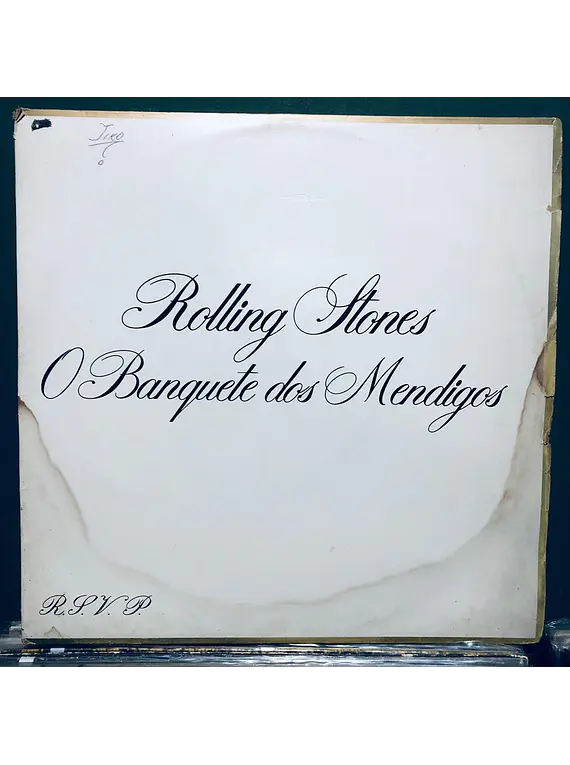 Rolling Stones
O Banquete dos Mendigos
R.S.V.P.